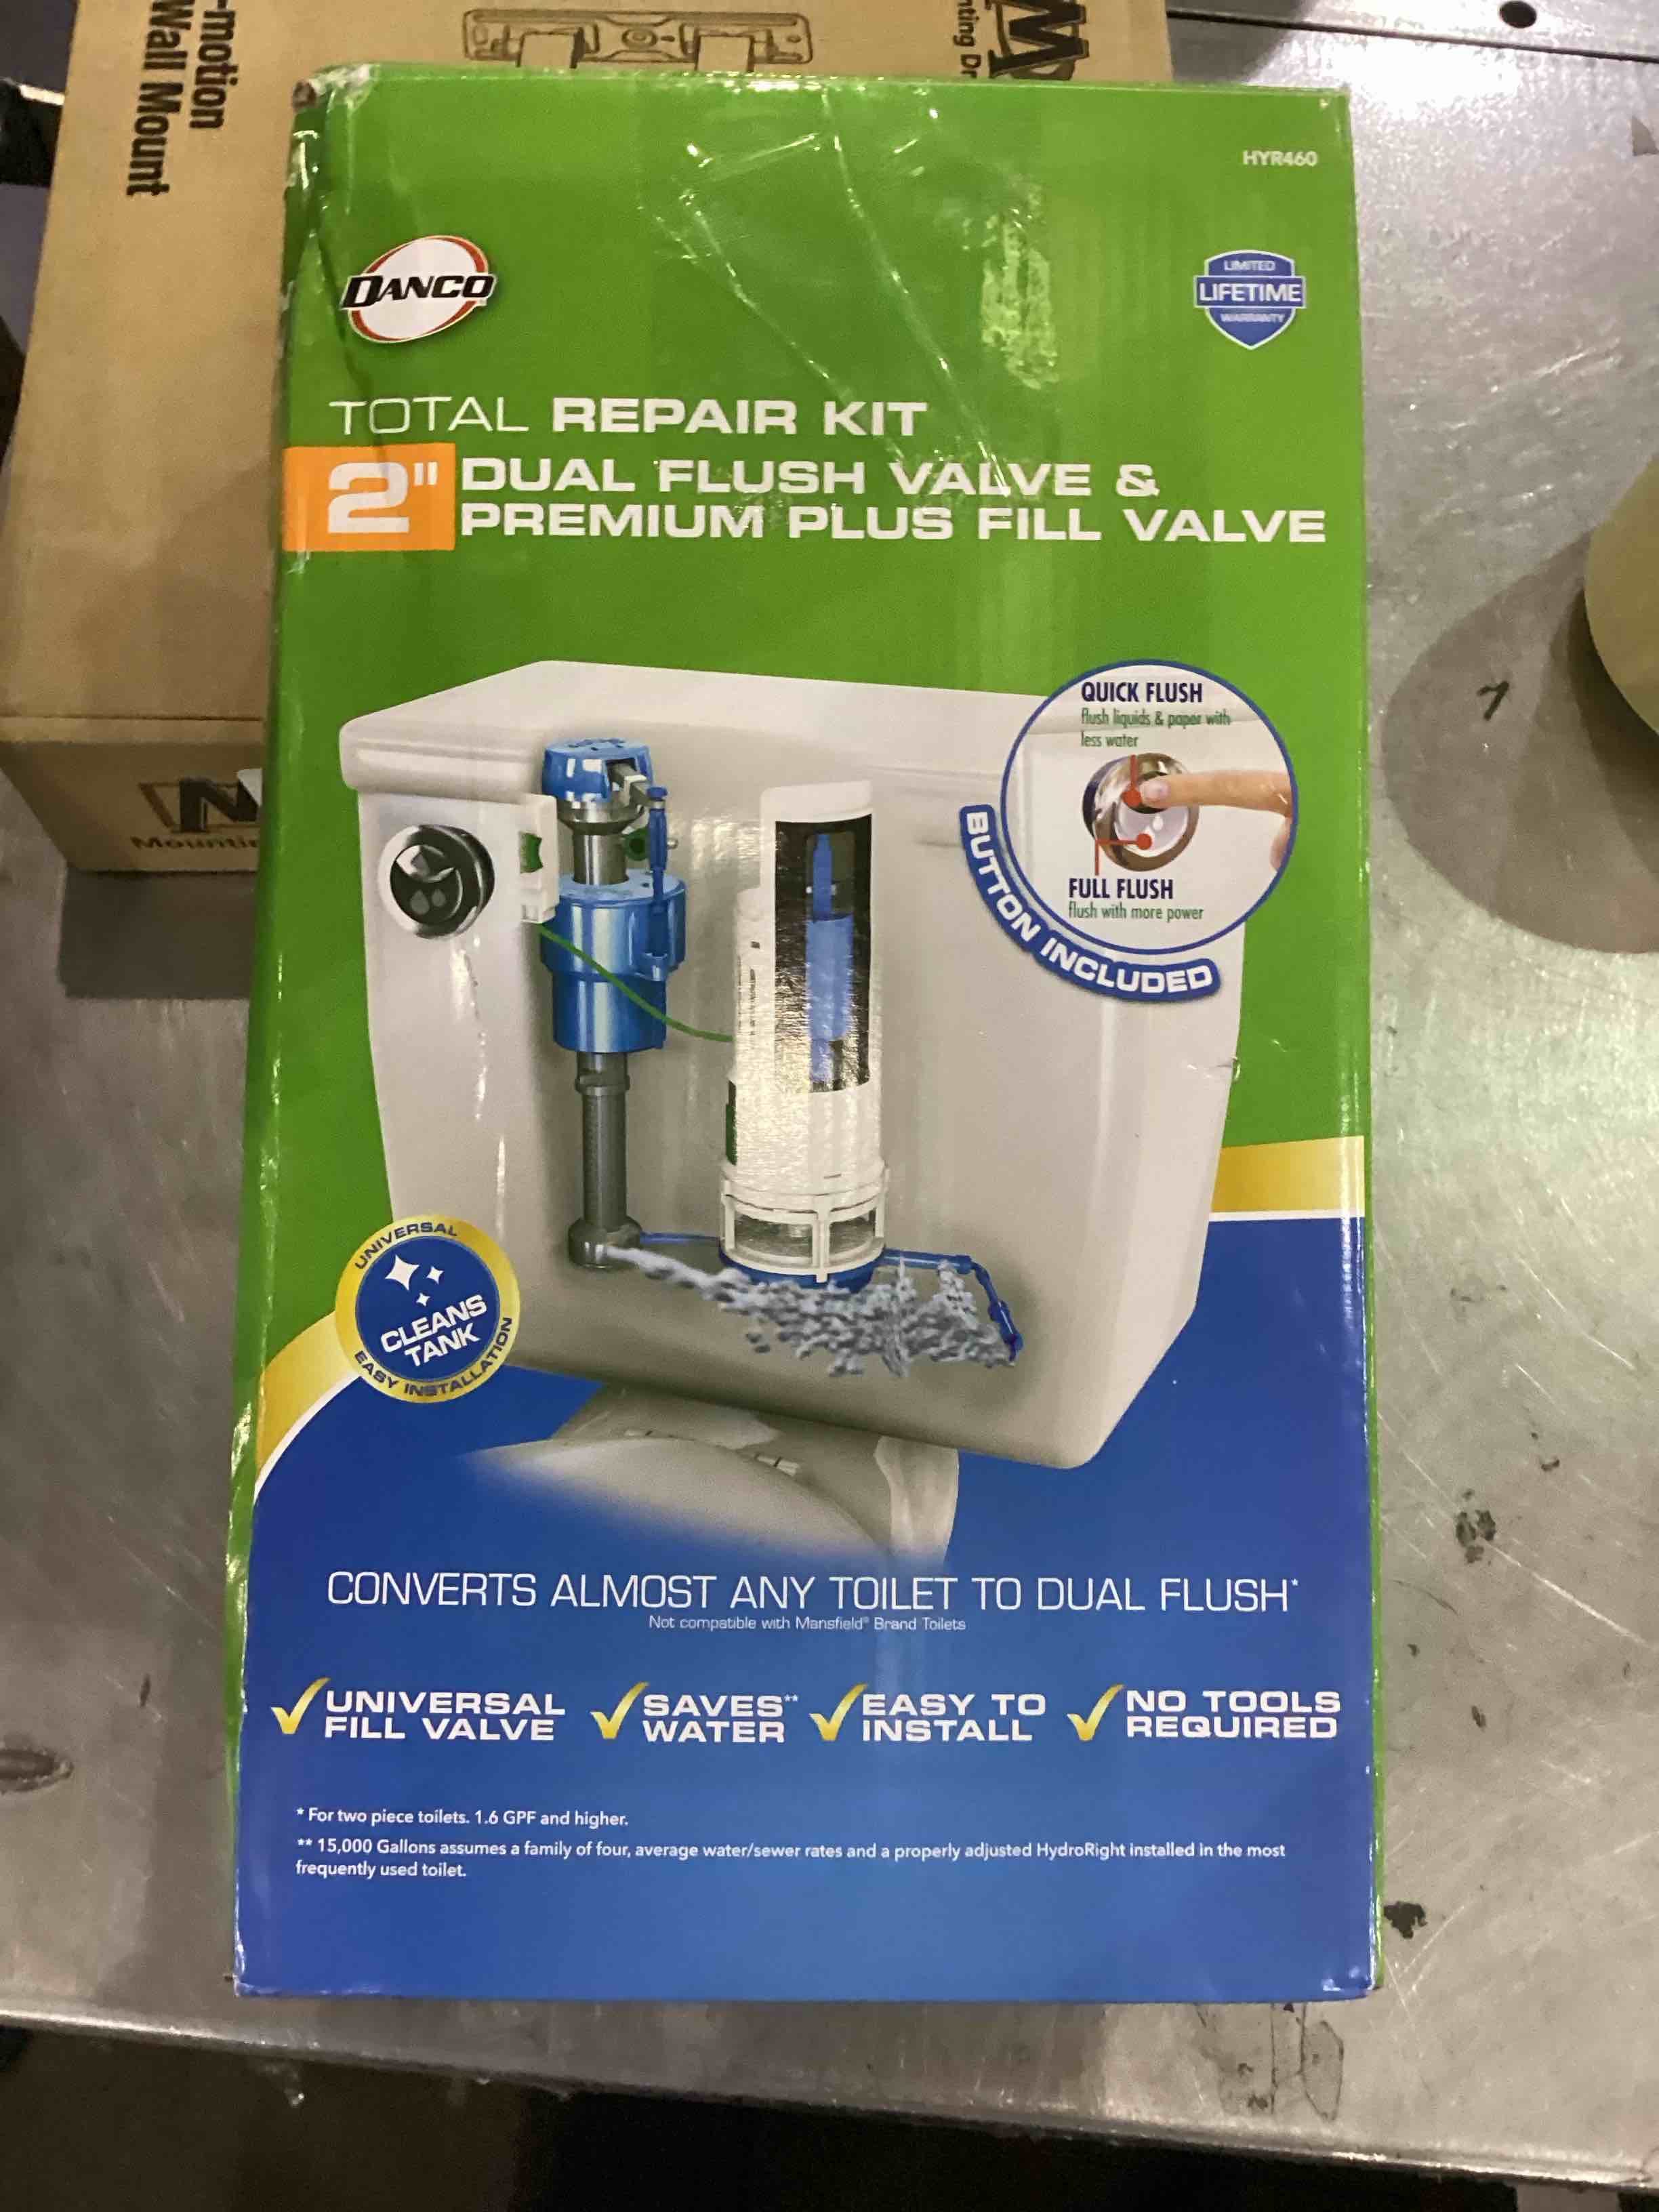 -motion
Wall Mount
nting Dr
HYR460
DANCO
LIMITED
LIFETIME
WARRANTY
TOTAL REPAIR KIT
2" DUAL FLUSH VALVE &
PREMIUM PLUS FILL VALVE
QUICK FLUSH
flush liquids & paper with
less water
FULL FLUSH
flush with more power
BUTTON INCLUDED
N
Mountin
UNIVERSAL
CLEANS
TANK
EASY INSTALLATION
CONVERTS ALMOST ANY TOILET TO DUAL FLUSH*
Not compatible with Mansfield® Brand Toilets
UNIVERSAL
FILL VALVE
SAVES**
WATER
EASY TO
INSTALL
NO TOOLS
REQUIRED
* For two piece toilets. 1.6 GPF and higher.
** 15,000 Gallons assumes a family of four, average water/sewer rates and a properly adjusted HydroRight installed in the most
frequently used toilet.